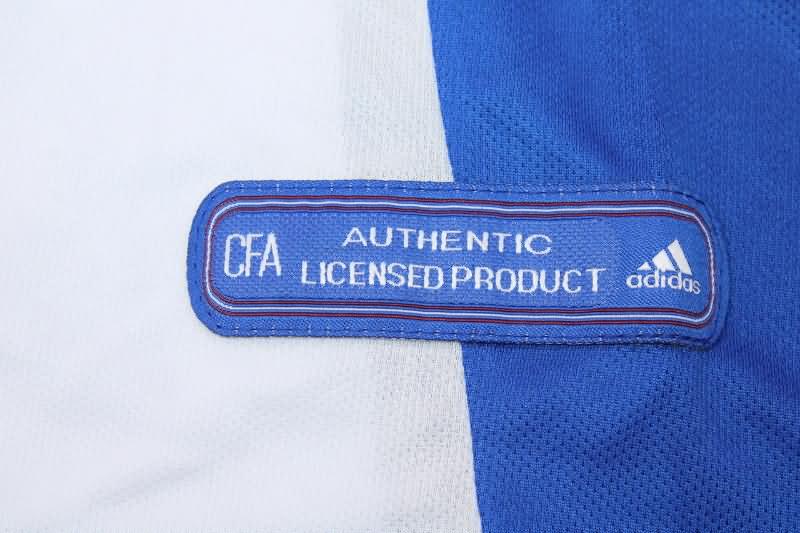 CFA
AUTHENTIC
LICENSED PRODUCT
adidas